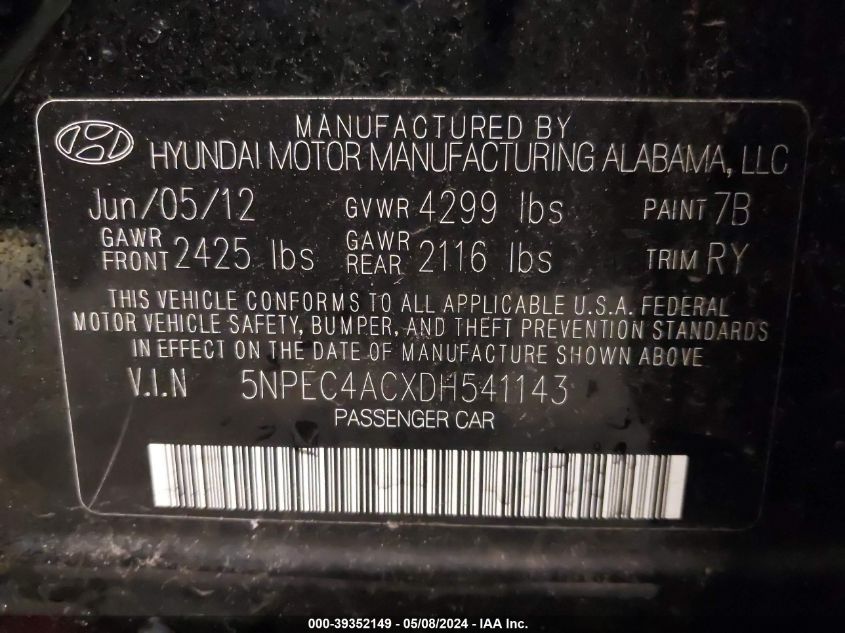 MANUFACTURED BY
HYUNDAI MOTOR MANUFACTURING ALABAMA, LLC
Jun/05/12 GVWR 4299 lbs PAINT 7B
GAWR FRONT 2425 lbs GAWR REAR 2116 lbs TRIM RY
THIS VEHICLE CONFORMS TO ALL APPLICABLE U.S.A. FEDERAL
MOTOR VEHICLE SAFETY, BUMPER, AND THEFT PREVENTION STANDARDS
IN EFFECT ON THE DATE OF MANUFACTURE SHOWN ABOVE
V.I.N 5NPEC4ACXDH541143
PASSENGER CAR
000-39352149 - 05/08/2024 - IAA Inc.